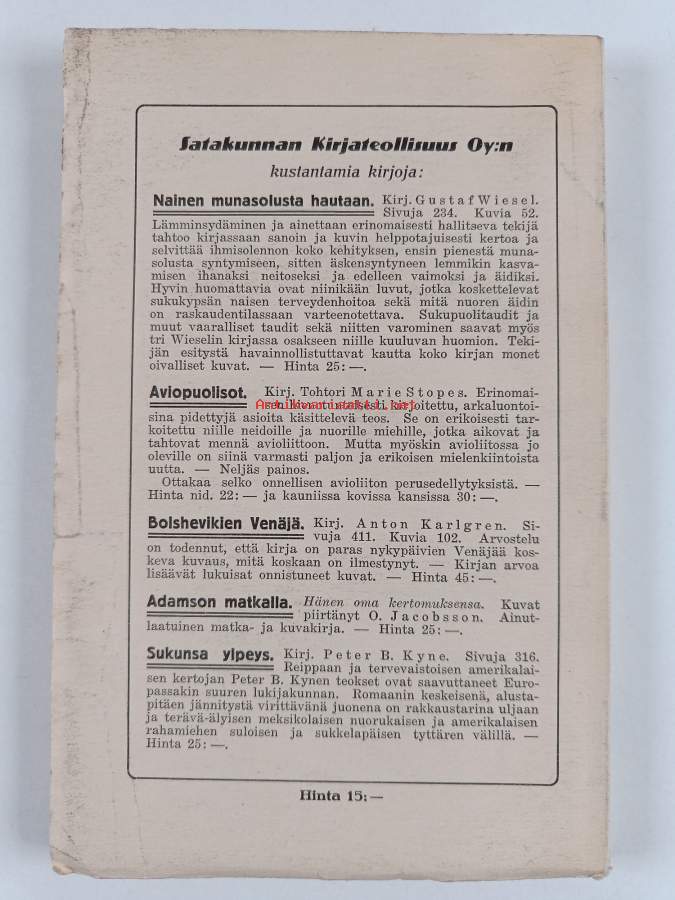 Satakunnan Kirjateollisuus Oy:n
kustantamia kirjoja:
Nainen munasolusta hautaan. Kirj. Gustaf Wiesel.
Sivuja 234. Kuvia 52.
Lämminsydäminen ja ainettaan erinomaisesti hallitseva tekijä
tahtoo kirjassaan sanoin ja kuvin helppotajuisesti kertoa ja
selvittää ihmisolennon koko kehityksen, ensin pienestä muna-
solusta syntymiseen, sitten äskensyntyneen lemmikin kasva-
misen ihanaksi neitoseksi ja edelleen vaimoksi ja äidiksi.
Hyvin huomattavia ovat niinikään luvut, jotka koskettelevat
sukukypsän naisen terveydenhoitoa sekä mitä nuoren äidin
on raskaudentilassaan varteenotettava. Sukupuolitaudit ja
muut vaaralliset taudit sekä niitten varominen saavat myös
tri Wieselin kirjassa osakseen niille kuuluvan huomion. Teki-
jän esitystä havainnollistuttavat kautta koko kirjan monet
oivalliset kuvat. — Hinta 25: —.
Aviopuolisot. Kirj. Tohtori Marie Stopes. Erinomai-
sen hienotunteisesti kirjoitettu, arkaluontoi-
sina pidettyjä asioita käsittelevä teos. Se on erikoisesti tar-
koitettu niille neidoille ja nuorille miehille, jotka aikovat ja
tahtovat mennä avioliittoon. Mutta myöskin avioliitossa jo
oleville on siinä varmasti paljon ja erikoisen mielenkiintoista
uutta. — Neljäs painos.
Ottakaa selko onnellisen avioliiton perusedellytyksistä. —
Hinta nid. 22: — ja kauniissa kovissa kansissa 30: —.
Bolshevikien Venäjä. Kirj. Anton Karlgren. Si-
vuja 411. Kuvia 102. Arvostelu
on todennut, että kirja on paras nykypäivien Venäjää kos-
keva kuvaus, mitä koskaan on ilmestynyt. — Kirjan arvoa
lisäävät lukuisat onnistuneet kuvat. — Hinta 45: —.
Adamson matkalla. Hänen oma kertomuksensa. Kuvat
piirtänyt O. Jacobsson. Ainut-
laatuinen matka- ja kuvakirja. — Hinta 25: —.
Sukunsa ylpeys. Kirj. Peter B. Kyne. Sivuja 316.
Reippaan ja tervevaistoisen amerikalai-
sen kertojan Peter B. Kynen teokset ovat saavuttaneet Euro-
passakin suuren lukijakunnan. Romaanin keskeisenä, alusta-
pitäen jännitystä virittävänä juonena on rakkaustarina uljaan
ja terävä-älyisen meksikolaisen nuorukaisen ja amerikalaisen
rahamiehen suloisen ja sukkelapäisen tyttären välillä. —
Hinta 25: —.
Hinta 15: —